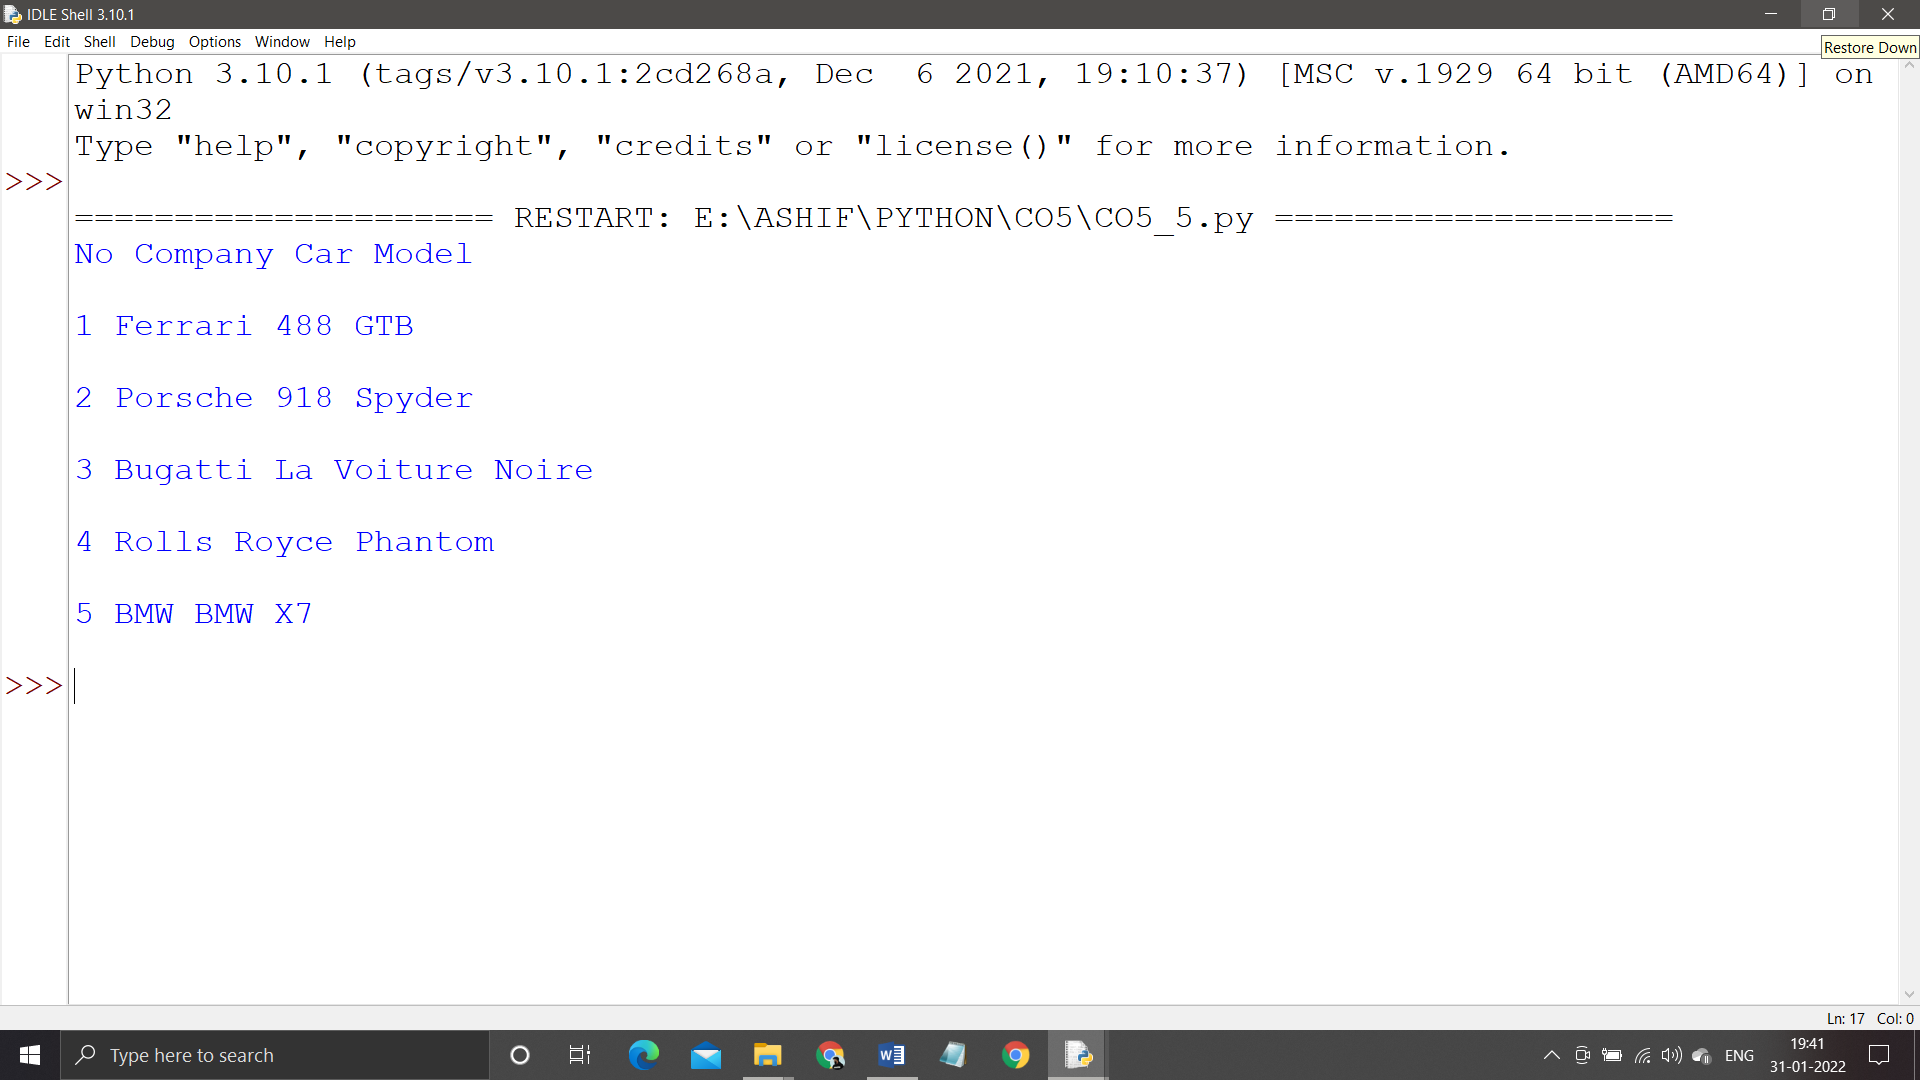 IDLE Shell 3.10.1
File Edit Shell Debug Options Window Help
Restore Down
Python 3.10.1 (tags/v3.10.1:2cd268a, Dec  6 2021, 19:10:37) [MSC v.1929 64 bit (AMD64)] on
win32
Type "help", "copyright", "credits" or "license()" for more information.
>>>
===================== RESTART: E:\ASHIF\PYTHON\CO5\CO5_5.py ====================
No Company Car Model
1 Ferrari 488 GTB
2 Porsche 918 Spyder
3 Bugatti La Voiture Noire
4 Rolls Royce Phantom
5 BMW BMW X7
>>>
Ln: 17 Col: 0
Type here to search
ENG
19:41
31-01-2022